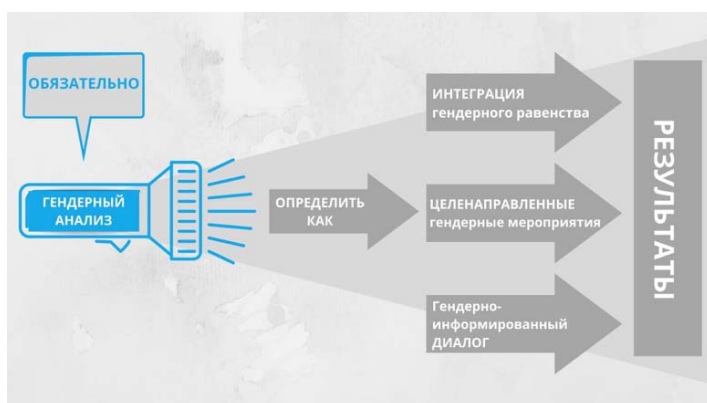 ОБЯЗАТЕЛЬНО
ГЕНДЕРНЫЙ
АНАЛИЗ
ОПРЕДЕЛИТЬ
КАК
ИНТЕГРАЦИЯ
гендерного равенства
ЦЕЛЕНАПРАВЛЕННЫЕ
гендерные мероприятия
Гендерно-
информированный
ДИАЛОГ
РЕЗУЛЬТАТЫ